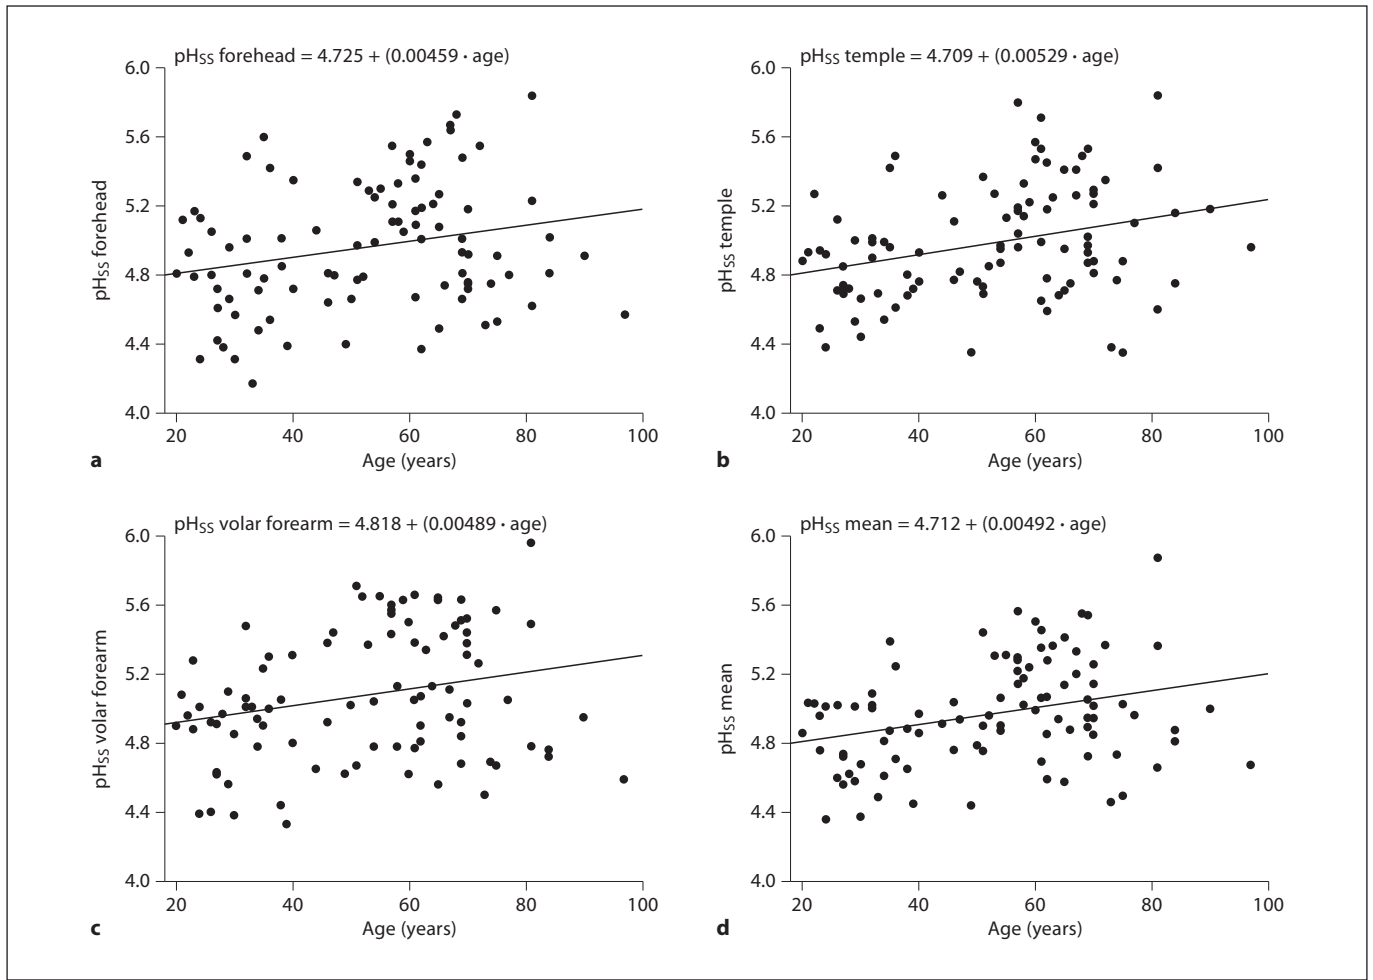 pHSS forehead = 4.725 + (0.00459 · age)
6.0
5.6
5.2
4.8
4.4
4.0
pHSS forehead
20 40 60 80 100
Age (years)
a
pHSS temple = 4.709 + (0.00529 · age)
6.0
5.6
5.2
4.8
4.4
4.0
pHSS temple
20 40 60 80 100
Age (years)
b
pHSS volar forearm = 4.818 + (0.00489 · age)
6.0
5.6
5.2
4.8
4.4
4.0
pHSS volar forearm
20 40 60 80 100
Age (years)
c
pHSS mean = 4.712 + (0.00492 · age)
6.0
5.6
5.2
4.8
4.4
4.0
pHSS mean
20 40 60 80 100
Age (years)
d